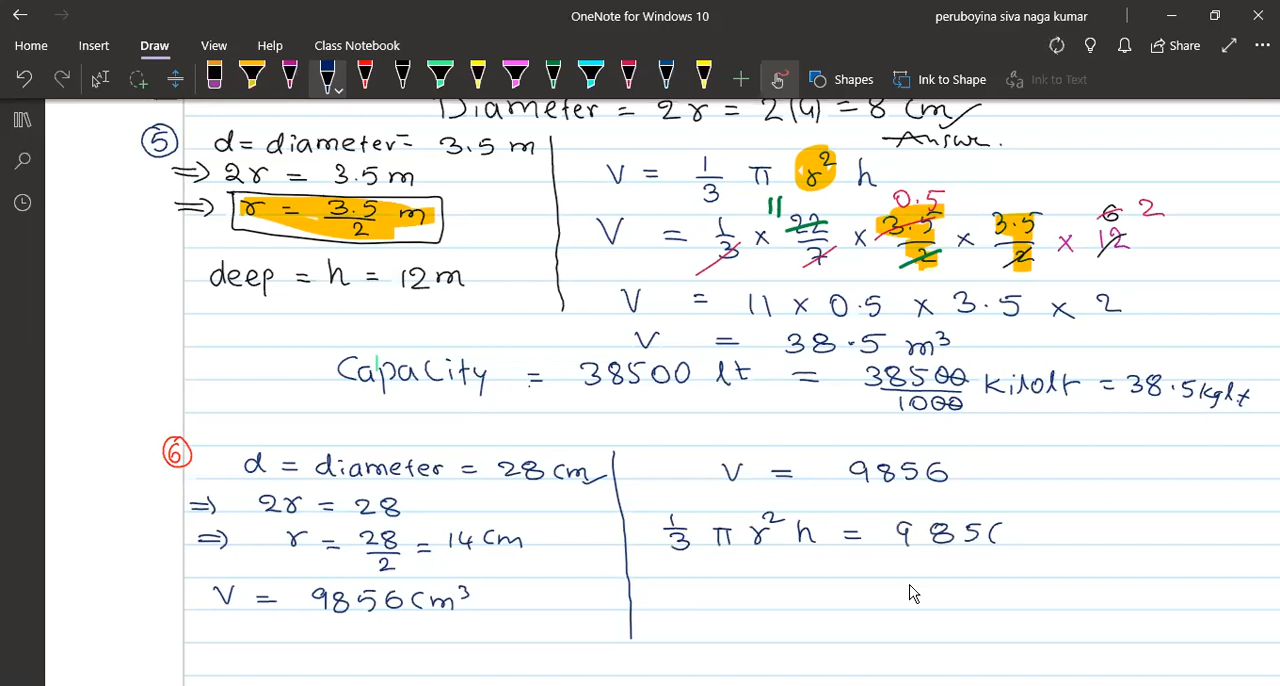 OneNote for Windows 10
peruboyina siva naga kumar
Home Insert Draw View Help Class Notebook Share
Shapes Ink to Shape Ink to Text
Diameter = 2r = 2(4) = 8 cm
Answr.
⑤ d = diameter = 3.5 m
⇒ 2r = 3.5 m
⇒ r = 3.5/2 m
deep = h = 12m
V = 1/3 π r² h
11 0.5 6 2
V = 1/3 × 22/7 × 3.5/2 × 3.5/2 × 12
V = 11 × 0.5 × 3.5 × 2
V = 38.5 m³
Capacity = 38500 lt = 38500/1000 kilolt = 38.5 kglt
⑥ d = diameter = 28 cm
⇒ 2r = 28
⇒ r = 28/2 = 14 cm
V = 9856 cm³
V = 9856
1/3 π r² h = 985(